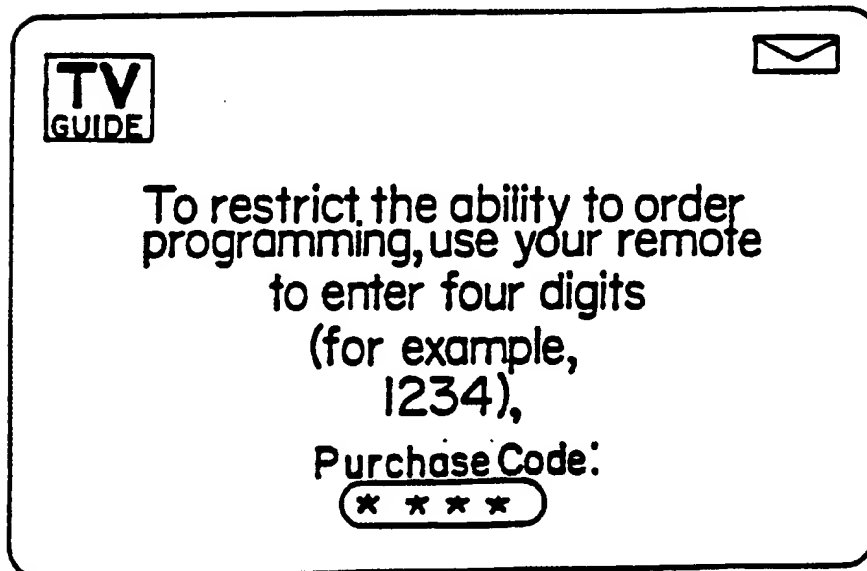 TV
GUIDE
To restrict the ability to order
programming, use your remote
to enter four digits
(for example,
1234),
Purchase Code:
* * * *